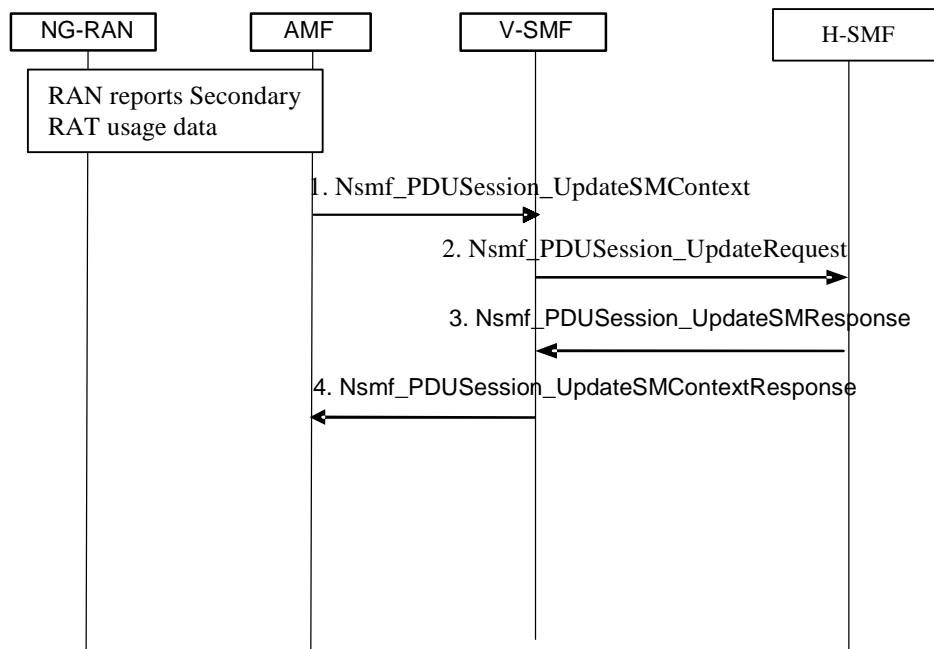 NG-RAN
AMF
V-SMF
H-SMF
RAN reports Secondary
RAT usage data
1. Nsmf_PDUSession_UpdateSMContext
2. Nsmf_PDUSession_UpdateRequest
3. Nsmf_PDUSession_UpdateSMResponse
4. Nsmf_PDUSession_UpdateSMContextResponse